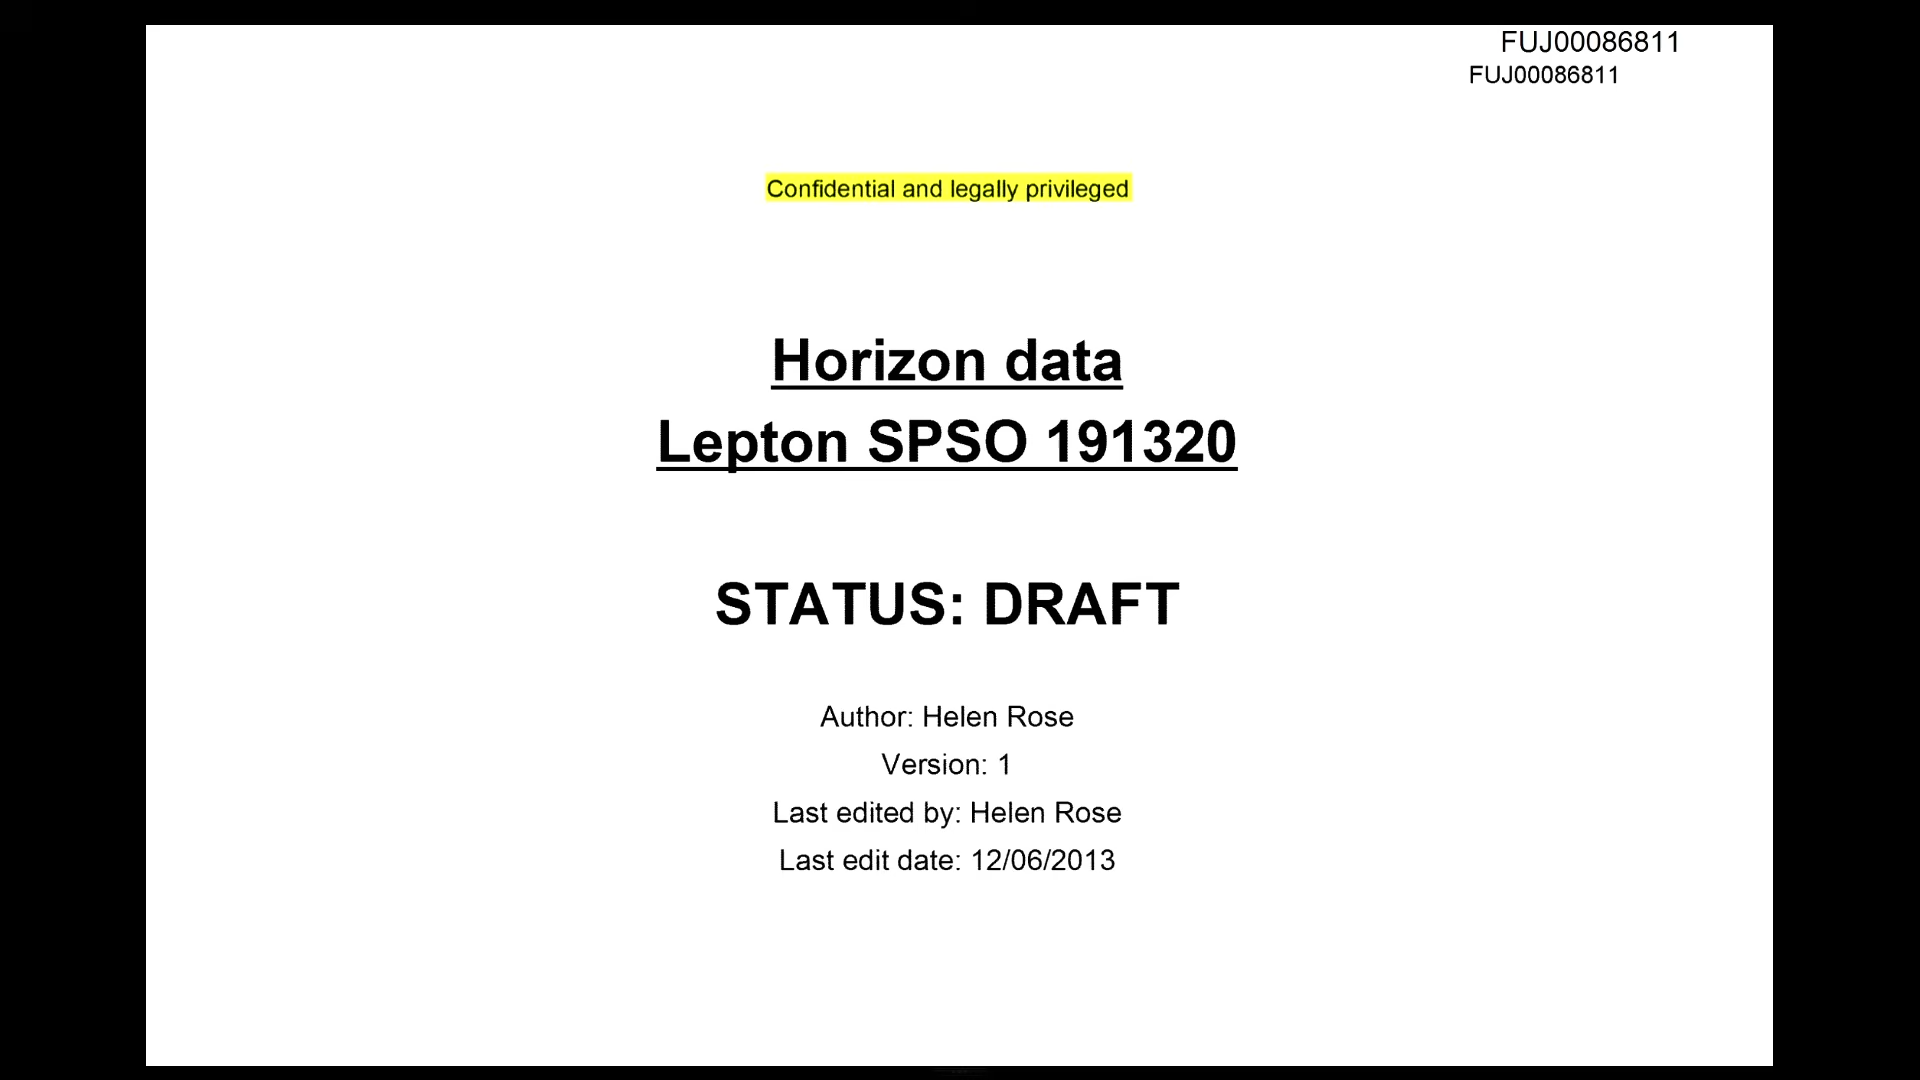 FUJ00086811
FUJ00086811
Confidential and legally privileged
Horizon data
Lepton SPSO 191320
STATUS: DRAFT
Author: Helen Rose
Version: 1
Last edited by: Helen Rose
Last edit date: 12/06/2013